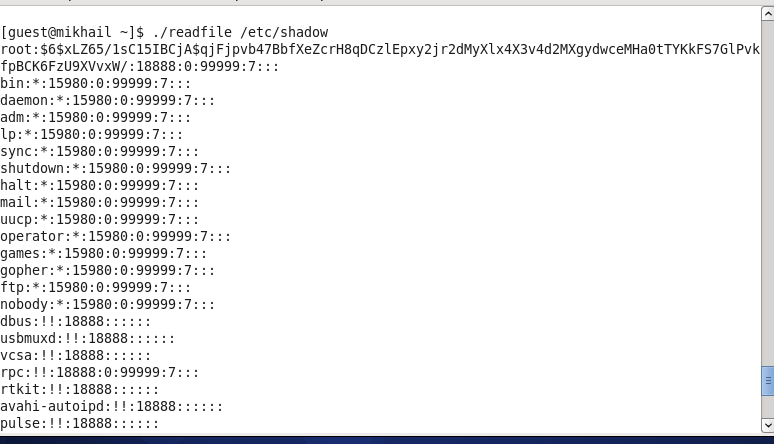 [guest@mikhail ~]$ ./readfile /etc/shadow
root:$6$xLZ65/1sC15IBCjA$qjFjpvb47BbfXeZcrH8qDCzlEpxy2jr2dMyXlx4X3v4d2MXgydwceMHa0tTYKkFS7GlPvk
fpBCK6FzU9XVvxW/:18888:0:99999:7:::
bin:*:15980:0:99999:7:::
daemon:*:15980:0:99999:7:::
adm:*:15980:0:99999:7:::
lp:*:15980:0:99999:7:::
sync:*:15980:0:99999:7:::
shutdown:*:15980:0:99999:7:::
halt:*:15980:0:99999:7:::
mail:*:15980:0:99999:7:::
uucp:*:15980:0:99999:7:::
operator:*:15980:0:99999:7:::
games:*:15980:0:99999:7:::
gopher:*:15980:0:99999:7:::
ftp:*:15980:0:99999:7:::
nobody:*:15980:0:99999:7:::
dbus:!!:18888::::::
usbmuxd:!!:18888::::::
vcsa:!!:18888::::::
rpc:!!:18888:0:99999:7:::
rtkit:!!:18888::::::
avahi-autoipd:!!:18888::::::
pulse:!!:18888::::::